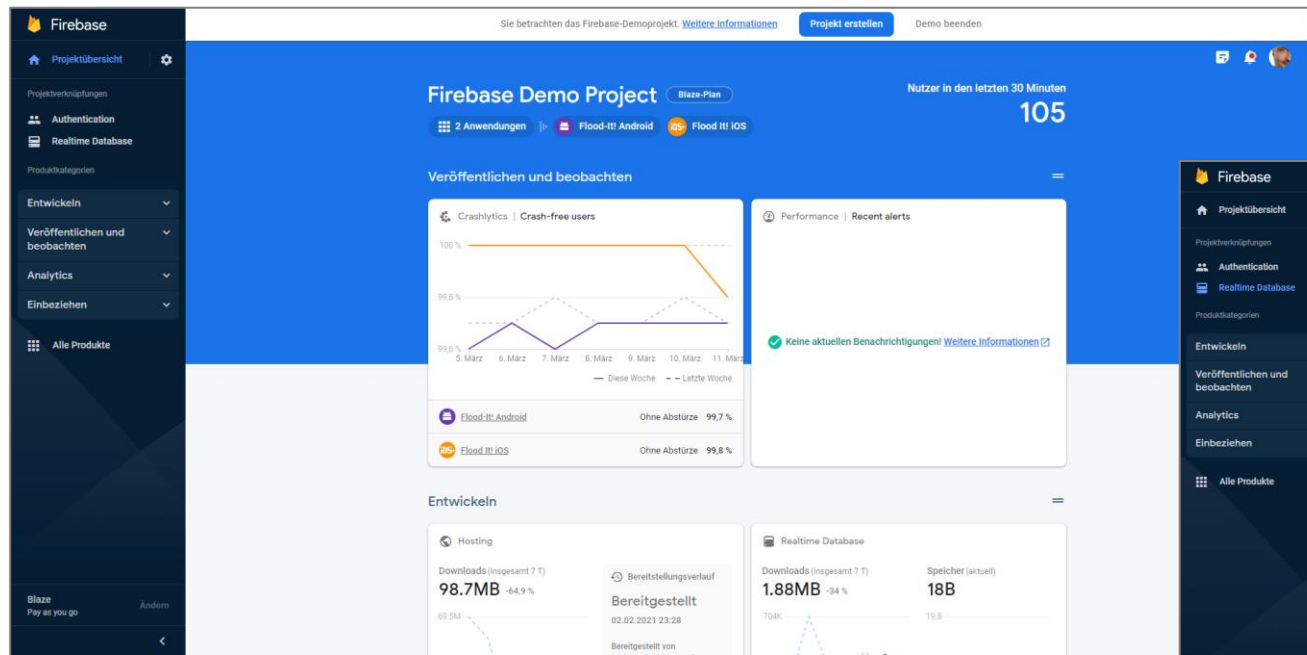 Firebase
Sie betrachten das Firebase-Demoprojekt. Weitere Informationen
Projekt erstellen
Demo beenden
Projektübersicht
Projektverknüpfungen
Authentication
Realtime Database
Produktkategorien
Entwickeln
Veröffentlichen und
beobachten
Analytics
Einbeziehen
Alle Produkte
Blaze
Pay as you go
Ändern
Firebase Demo Project
Blaze-Plan
2 Anwendungen
Flood-It! Android
iOS+
Flood It! iOS
Nutzer in den letzten 30 Minuten
105
Veröffentlichen und beobachten
Crashlytics | Crash-free users
100 %
99,8 %
99,6 %
5. März 6. März 7. März 8. März 9. März 10. März 11. März
Diese Woche Letzte Woche
Flood-It! Android Ohne Abstürze 99,7 %
iOS+ Flood It! iOS Ohne Abstürze 99,8 %
Performance | Recent alerts
Keine aktuellen Benachrichtigungen! Weitere Informationen
Entwickeln
Hosting
Downloads (insgesamt 7 T)
98.7MB -64,9 %
69.5M
Bereitstellungsverlauf
Bereitgestellt
02.02.2021 23:28
Bereitgestellt von
Realtime Database
Downloads (insgesamt 7 T)
1.88MB -34 %
704K
Speicher (aktuell)
18B
19.8
Firebase
Projektübersicht
Projektverknüpfungen
Authentication
Realtime Database
Produktkategorien
Entwickeln
Veröffentlichen und
beobachten
Analytics
Einbeziehen
Alle Produkte